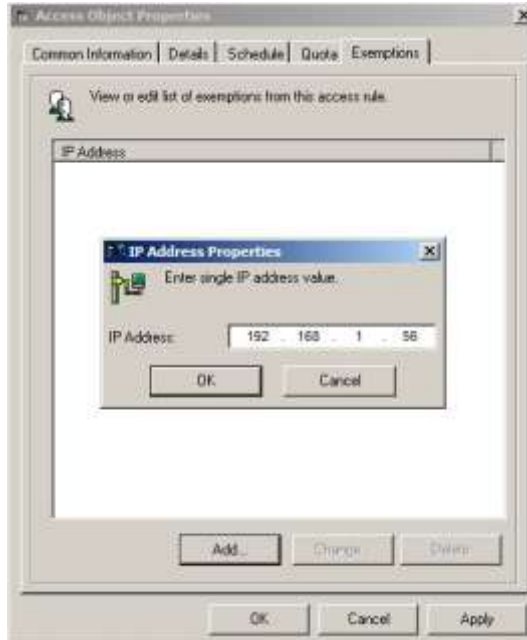 Access Object Properties
Common Information Details Schedule Quota Exemptions
View or edit list of exemptions from this access rule.
IP Address
IP Address Properties
Enter single IP address value.
IP Address: 192 . 168 . 1 . 56
OK Cancel
Add... Change Delete
OK Cancel Apply